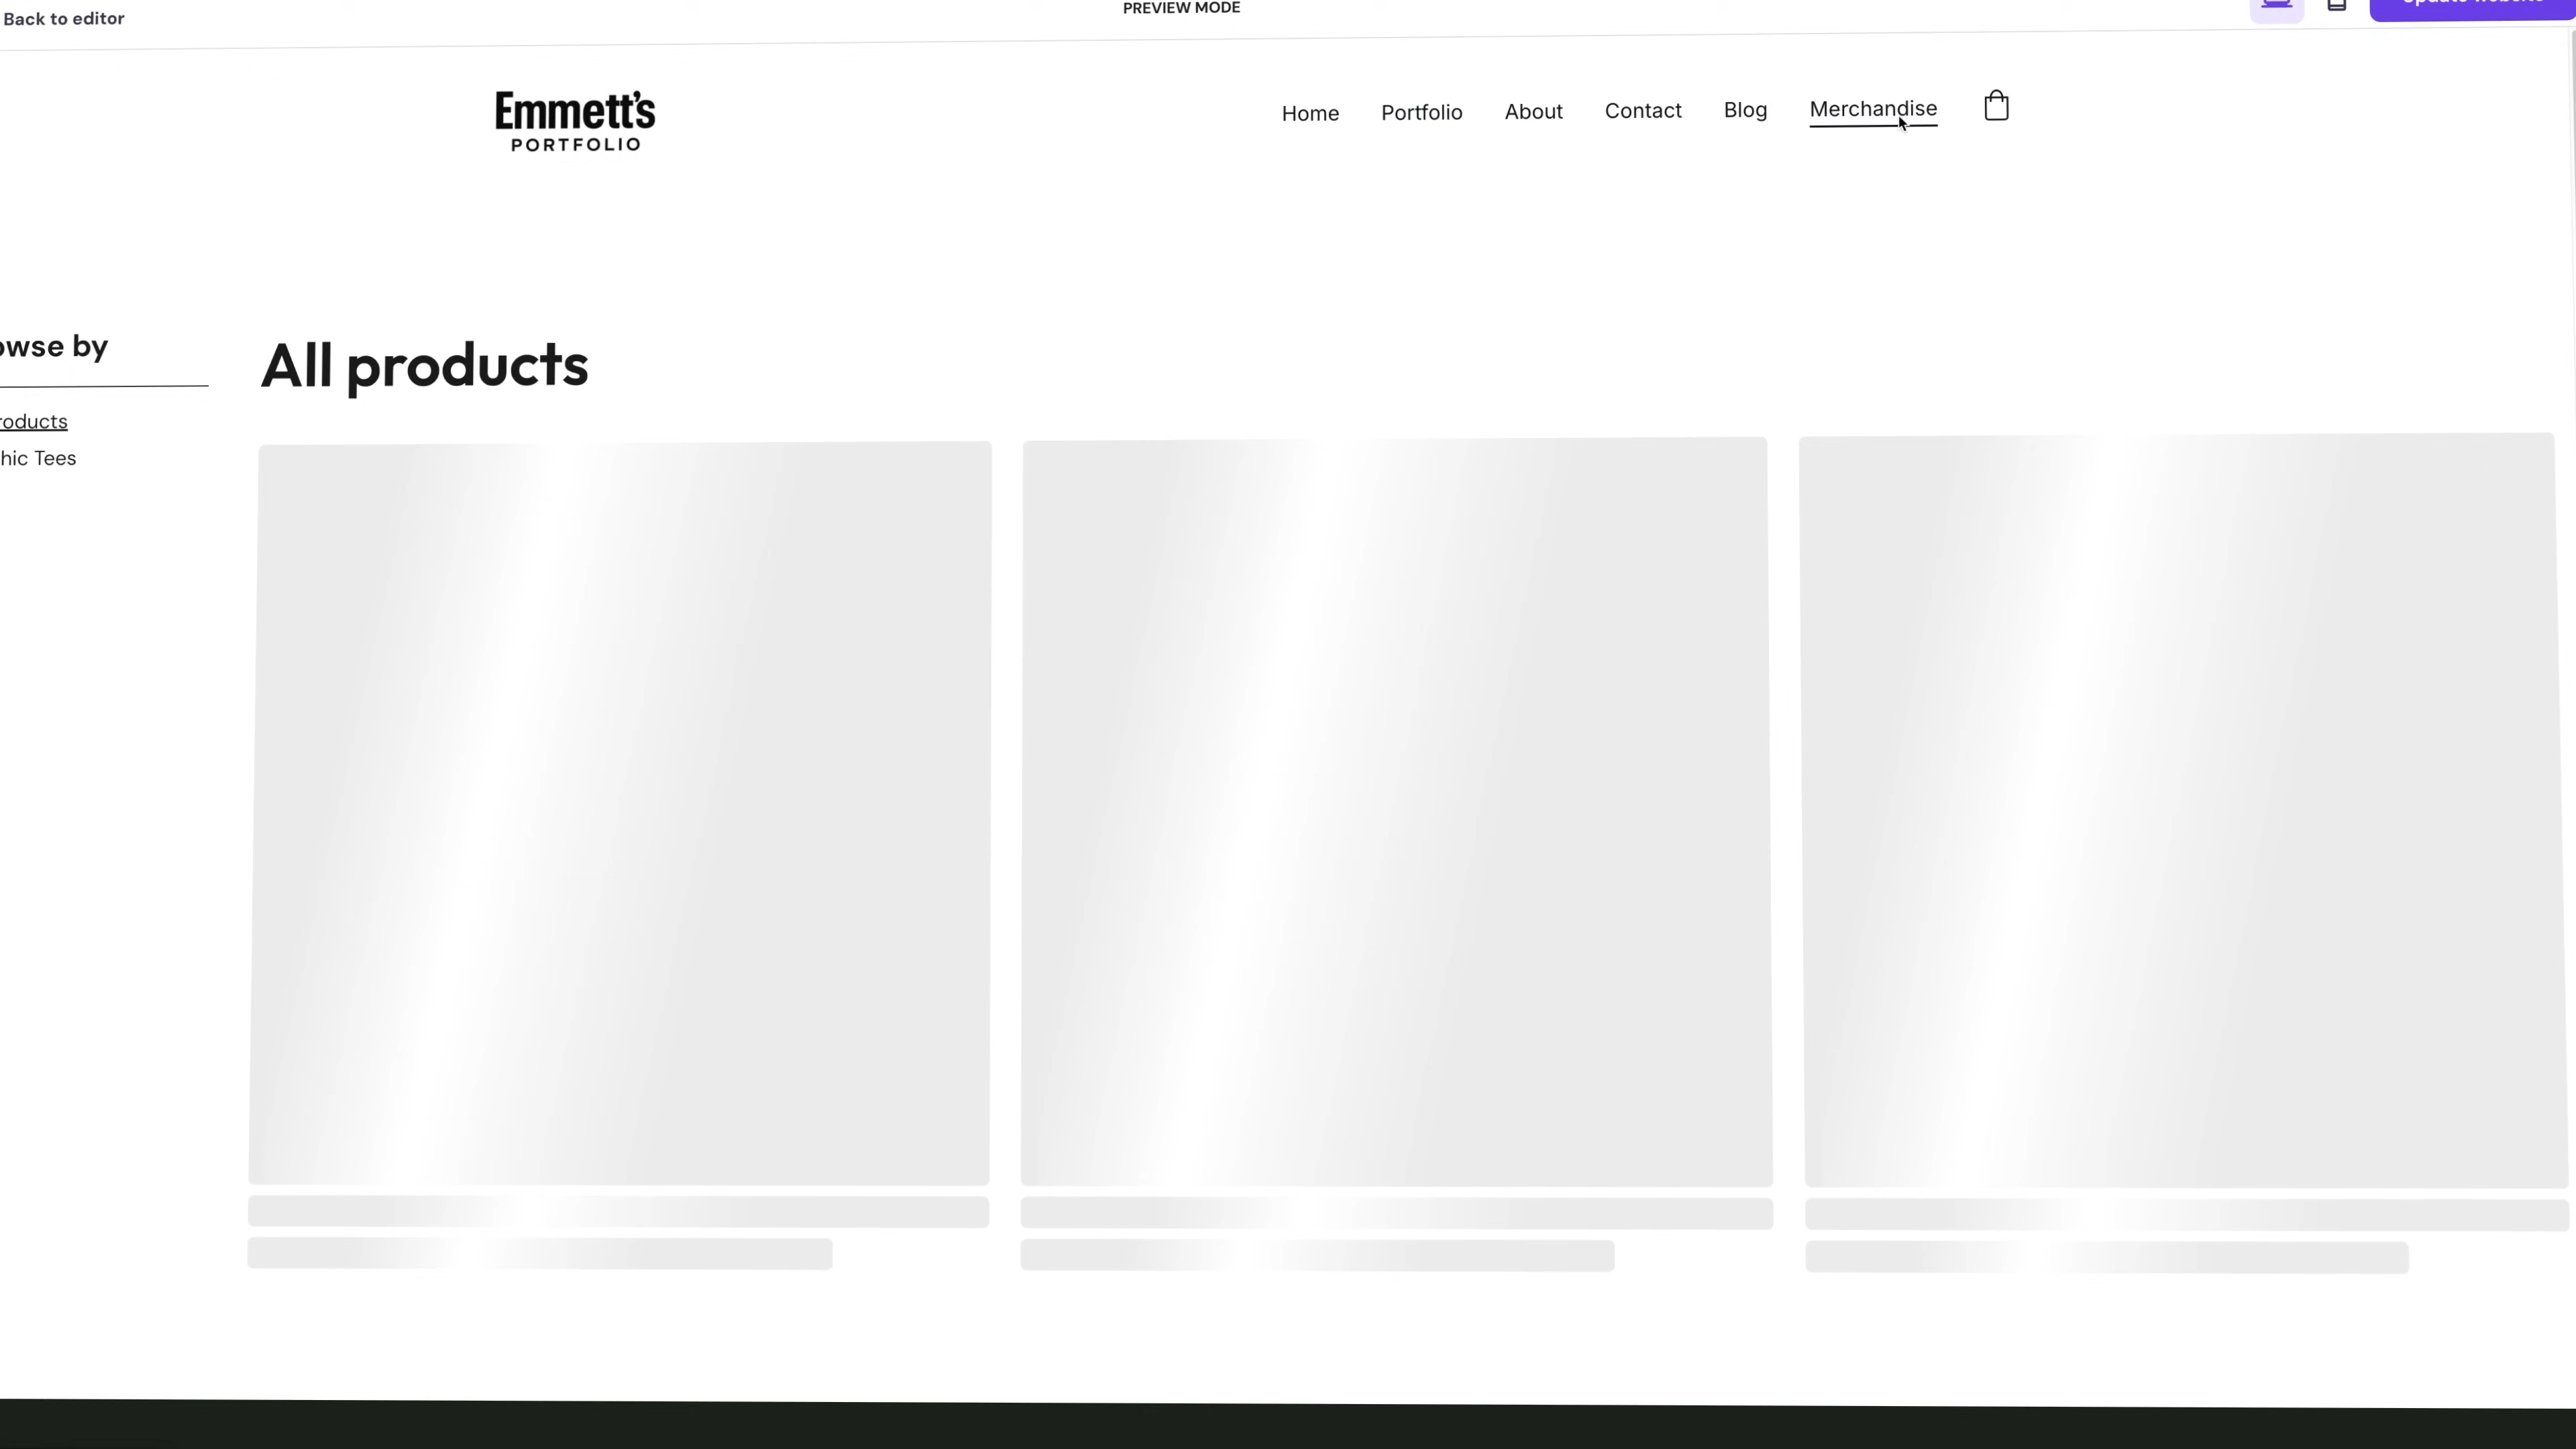 Back to editor
PREVIEW MODE
Emmett's
PORTFOLIO
Home
Portfolio
About
Contact
Blog
Merchandise
owse by
All products
roducts
hic Tees